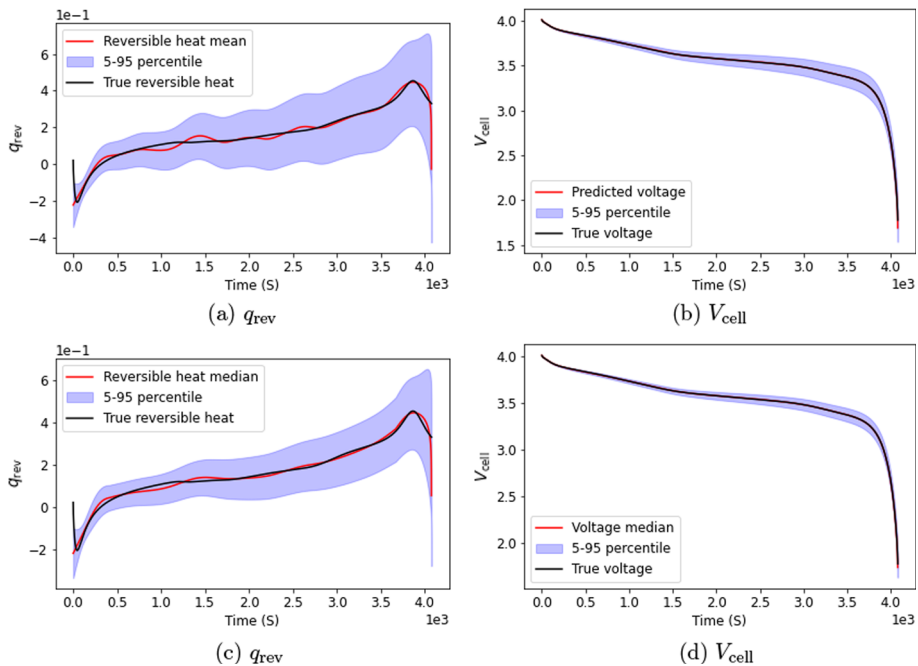 1e−1
6
4
2
0
−2
−4
q_rev
Reversible heat mean
5-95 percentile
True reversible heat
0.0 0.5 1.0 1.5 2.0 2.5 3.0 3.5 4.0
1e3
Time (S)
(a) q_rev
4.0
3.5
3.0
2.5
2.0
1.5
V_cell
Predicted voltage
5-95 percentile
True voltage
0.0 0.5 1.0 1.5 2.0 2.5 3.0 3.5 4.0
1e3
Time (S)
(b) V_cell
1e−1
6
4
2
0
−2
q_rev
Reversible heat median
5-95 percentile
True reversible heat
0.0 0.5 1.0 1.5 2.0 2.5 3.0 3.5 4.0
1e3
Time (S)
(c) q_rev
4.0
3.5
3.0
2.5
2.0
V_cell
Voltage median
5-95 percentile
True voltage
0.0 0.5 1.0 1.5 2.0 2.5 3.0 3.5 4.0
1e3
Time (S)
(d) V_cell